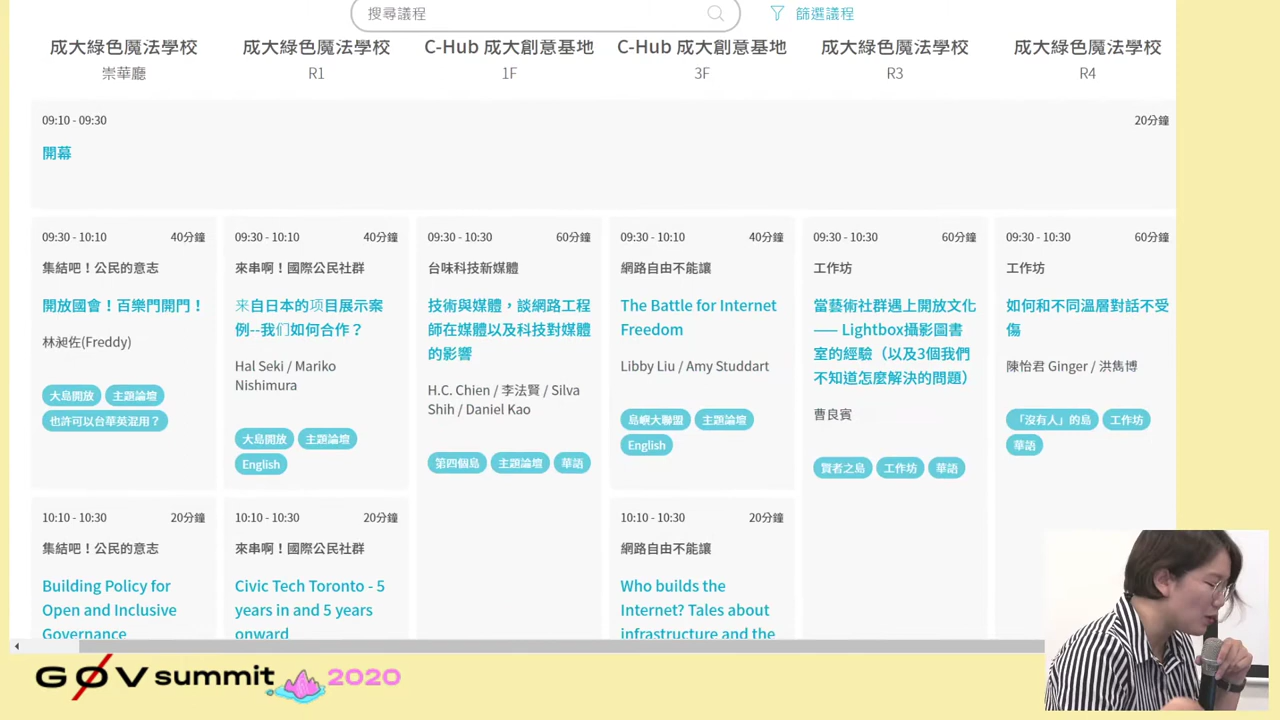 搜尋議程
篩選議程
成大綠色魔法學校
崇華廳
成大綠色魔法學校
R1
C-Hub 成大創意基地
1F
C-Hub 成大創意基地
3F
成大綠色魔法學校
R3
成大綠色魔法學校
R4
09:10 - 09:30
20分鐘
開幕
09:30 - 10:10
40分鐘
集結吧！公民的意志
開放國會！百樂門開門！
林昶佐(Freddy)
大島開放
主題論壇
也許可以台華英混用？
09:30 - 10:10
40分鐘
來串啊！國際公民社群
来自日本的项目展示案
例--我们如何合作？
Hal Seki / Mariko
Nishimura
大島開放
主題論壇
English
09:30 - 10:30
60分鐘
台味科技新媒體
技術與媒體，談網路工程
師在媒體以及科技對媒體
的影響
H.C. Chien / 李法賢 / Silva
Shih / Daniel Kao
第四個島
主題論壇
華語
09:30 - 10:10
40分鐘
網路自由不能讓
The Battle for Internet
Freedom
Libby Liu / Amy Studdart
島嶼大聯盟
主題論壇
English
09:30 - 10:30
60分鐘
工作坊
當藝術社群遇上開放文化
—— Lightbox攝影圖書
室的經驗（以及3個我們
不知道怎麼解決的問題）
曹良賓
賢者之島
工作坊
華語
09:30 - 10:30
60分鐘
工作坊
如何和不同溫層對話不受
傷
陳怡君 Ginger / 洪雋博
「沒有人」的島
工作坊
華語
10:10 - 10:30
20分鐘
集結吧！公民的意志
Building Policy for
Open and Inclusive
Governance
10:10 - 10:30
20分鐘
來串啊！國際公民社群
Civic Tech Toronto - 5
years in and 5 years
onward
10:10 - 10:30
20分鐘
網路自由不能讓
Who builds the
Internet? Tales about
infrastructure and the
GØV summit 2020